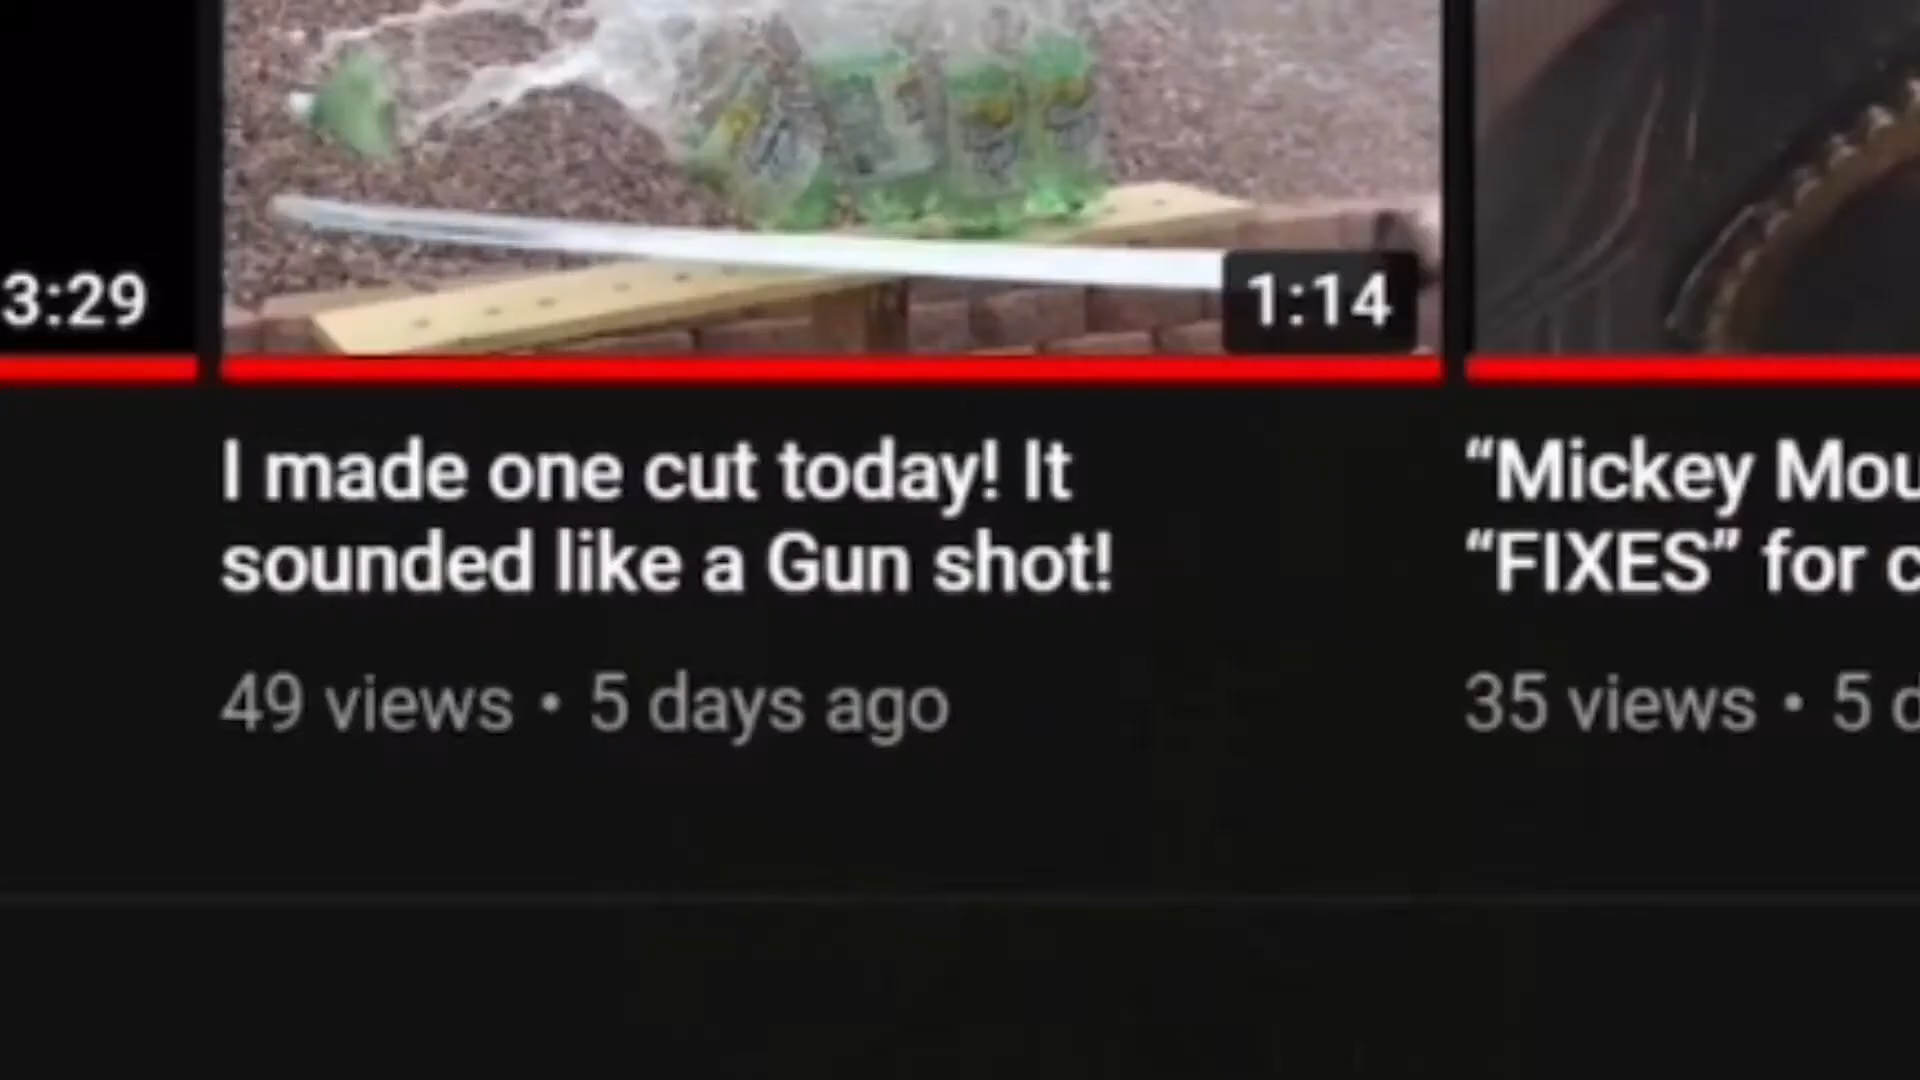 3:29
1:14
I made one cut today! It
sounded like a Gun shot!
49 views • 5 days ago
“Mickey Mou
“FIXES” for c
35 views • 5 d